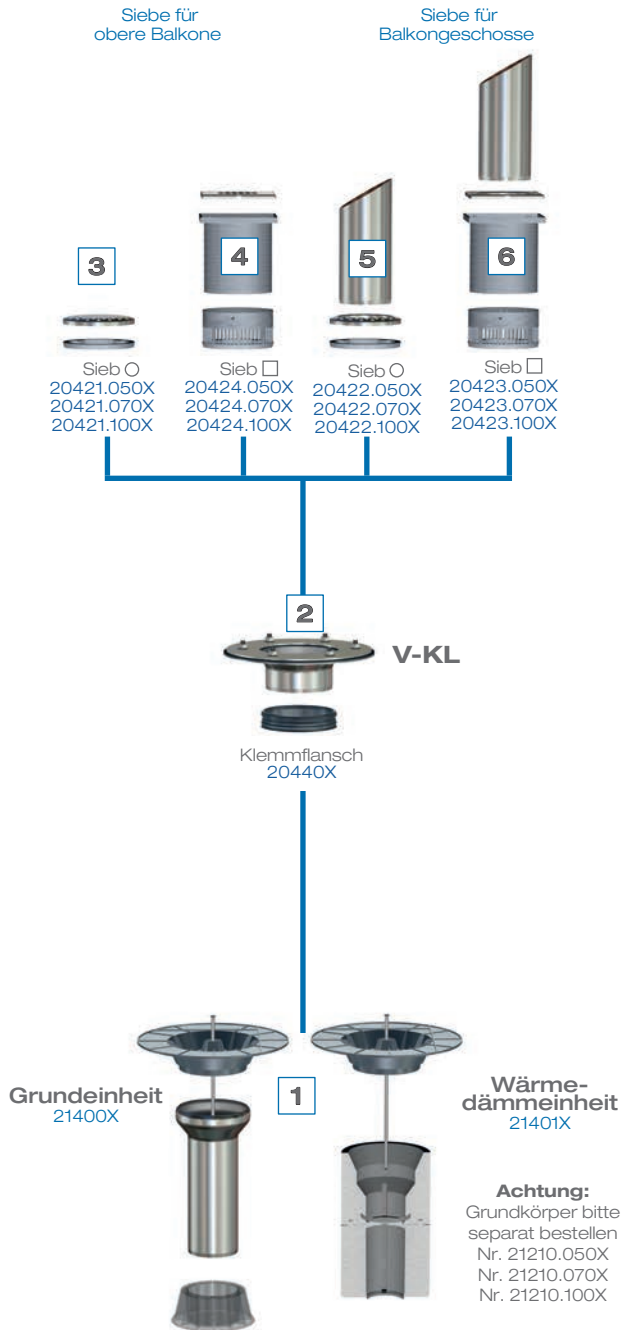 Siebe für
obere Balkone
Siebe für
Balkongeschosse
3
4
5
6
Sieb ○
20421.050X
20421.070X
20421.100X
Sieb □
20424.050X
20424.070X
20424.100X
Sieb ○
20422.050X
20422.070X
20422.100X
Sieb □
20423.050X
20423.070X
20423.100X
2
V-KL
Klemmflansch
20440X
Grundeinheit
21400X
1
Wärme-
dämmeinheit
21401X
Achtung:
Grundkörper bitte
separat bestellen
Nr. 21210.050X
Nr. 21210.070X
Nr. 21210.100X